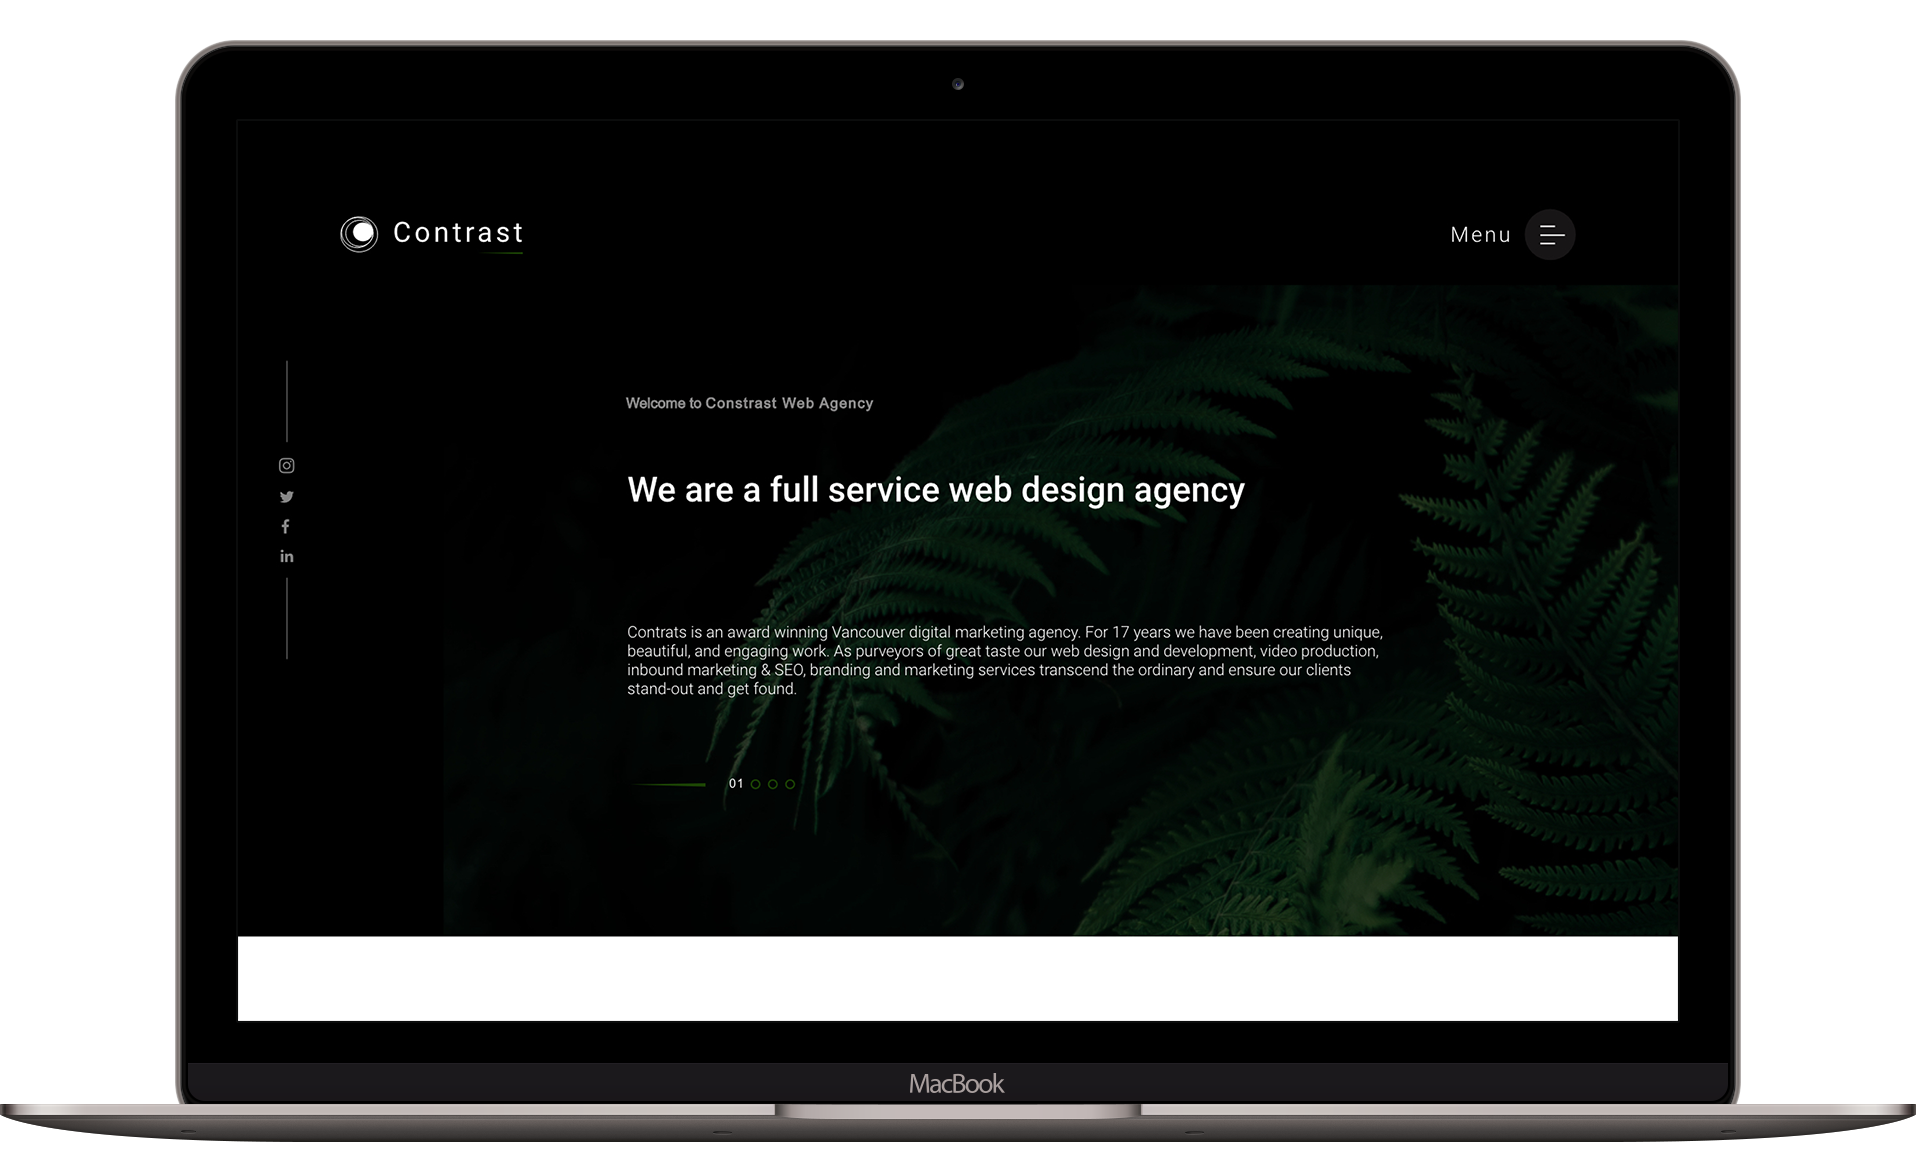 Contrast
Menu
Welcome to Constrast Web Agency
We are a full service web design agency
Contrats is an award winning Vancouver digital marketing agency. For 17 years we have been creating unique,
beautiful, and engaging work. As purveyors of great taste our web design and development, video production,
inbound marketing & SEO, branding and marketing services transcend the ordinary and ensure our clients
stand-out and get found.
01
MacBook